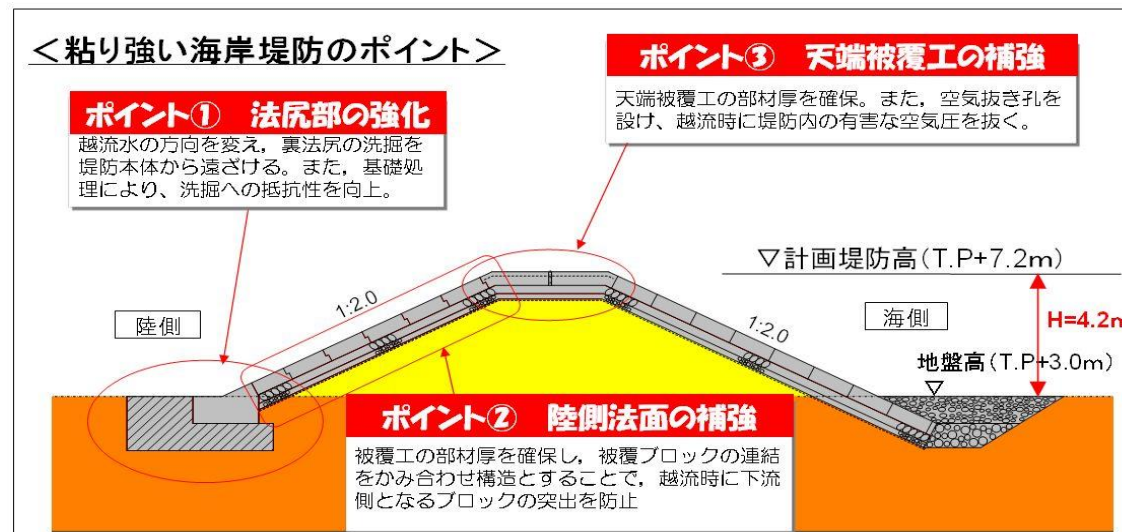 ＜粘り強い海岸堤防のポイント＞
ポイント③　天端被覆工の補強
天端被覆工の部材厚を確保。また，空気抜き孔を
設け、越流時に堤防内の有害な空気圧を抜く。
ポイント①　法尻部の強化
越流水の方向を変え，裏法尻の洗掘を
堤防本体から遠ざける。また，基礎処
理により、洗掘への抵抗性を向上。
▽計画堤防高(T.P+7.2m)
1:2.0
1:2.0
陸側
海側
H=4.2m
地盤高(T.P+3.0m)
▽
ポイント②　陸側法面の補強
被覆工の部材厚を確保し，被覆ブロックの連結
をかみ合わせ構造とすることで，越流時に下流
側となるブロックの突出を防止